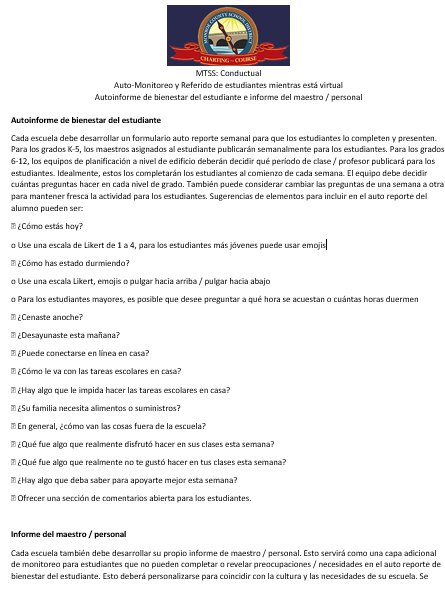 MONROE COUNTY SCHOOL DISTRICT
CHARTING - COURSE
MTSS: Conductual
Auto-Monitoreo y Referido de estudiantes mientras está virtual
Autoinforme de bienestar del estudiante e informe del maestro / personal
Autoinforme de bienestar del estudiante
Cada escuela debe desarrollar un formulario auto reporte semanal para que los estudiantes lo completen y presenten.
Para los grados K-5, los maestros asignados al estudiante publicarán semanalmente para los estudiantes. Para los grados
6-12, los equipos de planificación a nivel de edificio deberán decidir qué período de clase / profesor publicará para los
estudiantes. Idealmente, estos los completarán los estudiantes al comienzo de cada semana. El equipo debe decidir
cuántas preguntas hacer en cada nivel de grado. También puede considerar cambiar las preguntas de una semana a otra
para mantener fresca la actividad para los estudiantes. Sugerencias de elementos para incluir en el auto reporte del
alumno pueden ser:
¿Cómo estás hoy?
o Use una escala de Likert de 1 a 4, para los estudiantes más jóvenes puede usar emojis
¿Cómo has estado durmiendo?
o Use una escala Likert, emojis o pulgar hacia arriba / pulgar hacia abajo
o Para los estudiantes mayores, es posible que desee preguntar a qué hora se acuestan o cuántas horas duermen
¿Cenaste anoche?
¿Desayunaste esta mañana?
¿Puede conectarse en línea en casa?
¿Cómo le va con las tareas escolares en casa?
¿Hay algo que le impida hacer las tareas escolares en casa?
¿Su familia necesita alimentos o suministros?
En general, ¿cómo van las cosas fuera de la escuela?
¿Qué fue algo que realmente disfrutó hacer en sus clases esta semana?
¿Qué fue algo que realmente no te gustó hacer en tus clases esta semana?
¿Hay algo que deba saber para apoyarte mejor esta semana?
Ofrecer una sección de comentarios abierta para los estudiantes.
Informe del maestro / personal
Cada escuela también debe desarrollar su propio informe de maestro / personal. Esto servirá como una capa adicional
de monitoreo para estudiantes que no pueden completar o revelar preocupaciones / necesidades en el auto reporte de
bienestar del estudiante. Esto deberá personalizarse para coincidir con la cultura y las necesidades de su escuela. Se